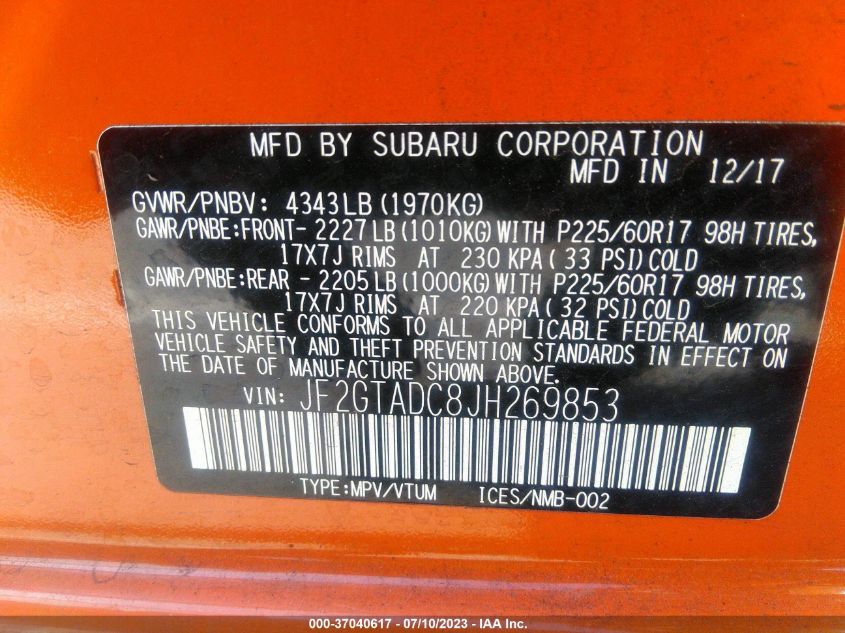 MFD BY SUBARU CORPORATION
MFD IN 12/17
GVWR/PNBV: 4343LB (1970KG)
GAWR/PNBE:FRONT- 2227LB (1010KG) WITH P225/60R17 98H TIRES,
17X7J RIMS AT 230 KPA ( 33 PSI) COLD
GAWR/PNBE:REAR - 2205LB (1000KG) WITH P225/60R17 98H TIRES,
17X7J RIMS AT 220 KPA ( 32 PSI) COLD
THIS VEHICLE CONFORMS TO ALL APPLICABLE FEDERAL MOTOR
VEHICLE SAFETY AND THEFT PREVENTION STANDARDS IN EFFECT ON
THE DATE OF MANUFACTURE SHOWN ABOVE.
VIN: JF2GTADC8JH269853
TYPE:MPV/VTUM ICES/NMB-002
000-37040617 - 07/10/2023 - IAA Inc.